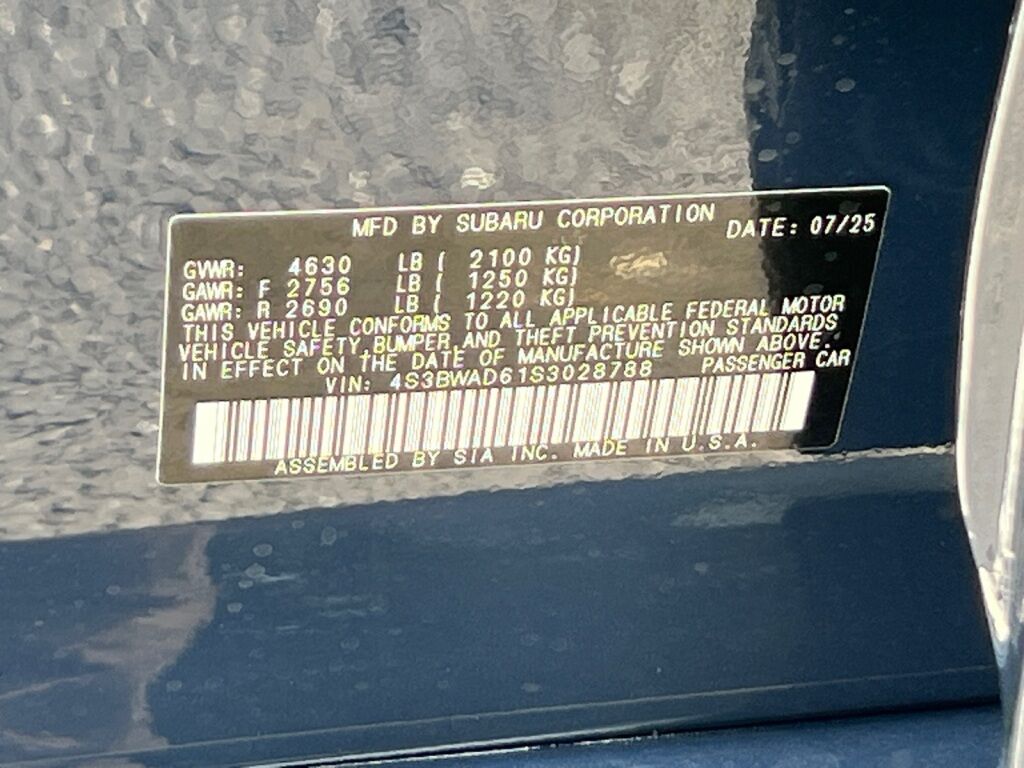 MFD BY SUBARU CORPORATION DATE: 07/25
GVWR: 4630 LB ( 2100 KG)
GAWR: F 2756 LB ( 1250 KG)
GAWR: R 2690 LB ( 1220 KG)
THIS VEHICLE CONFORMS TO ALL APPLICABLE FEDERAL MOTOR
VEHICLE SAFETY, BUMPER, AND THEFT PREVENTION STANDARDS
IN EFFECT ON THE DATE OF MANUFACTURE SHOWN ABOVE.
VIN: 4S3BWAD61S3028788 PASSENGER CAR
ASSEMBLED BY SIA INC. MADE IN U.S.A.